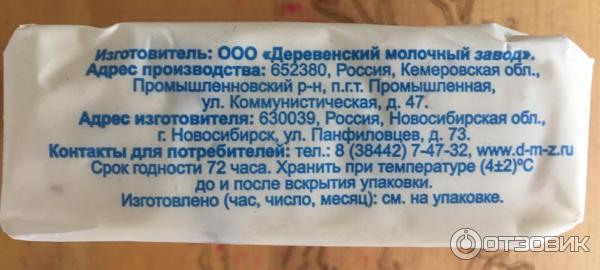 Изготовитель: ООО «Деревенский молочный завод».
Адрес производства: 652380, Россия, Кемеровская обл.,
Промышленновский р-н, п.г.т. Промышленная,
ул. Коммунистическая, д. 47.
Адрес изготовителя: 630039, Россия, Новосибирская обл.,
г. Новосибирск, ул. Панфиловцев, д. 73.
Контакты для потребителей: тел.: 8 (38442) 7-47-32, www.d-m-z.ru
Срок годности 72 часа. Хранить при температуре (4±2)ºС
до и после вскрытия упаковки.
Изготовлено (час, число, месяц): см. на упаковке.
ОТЗОВИК